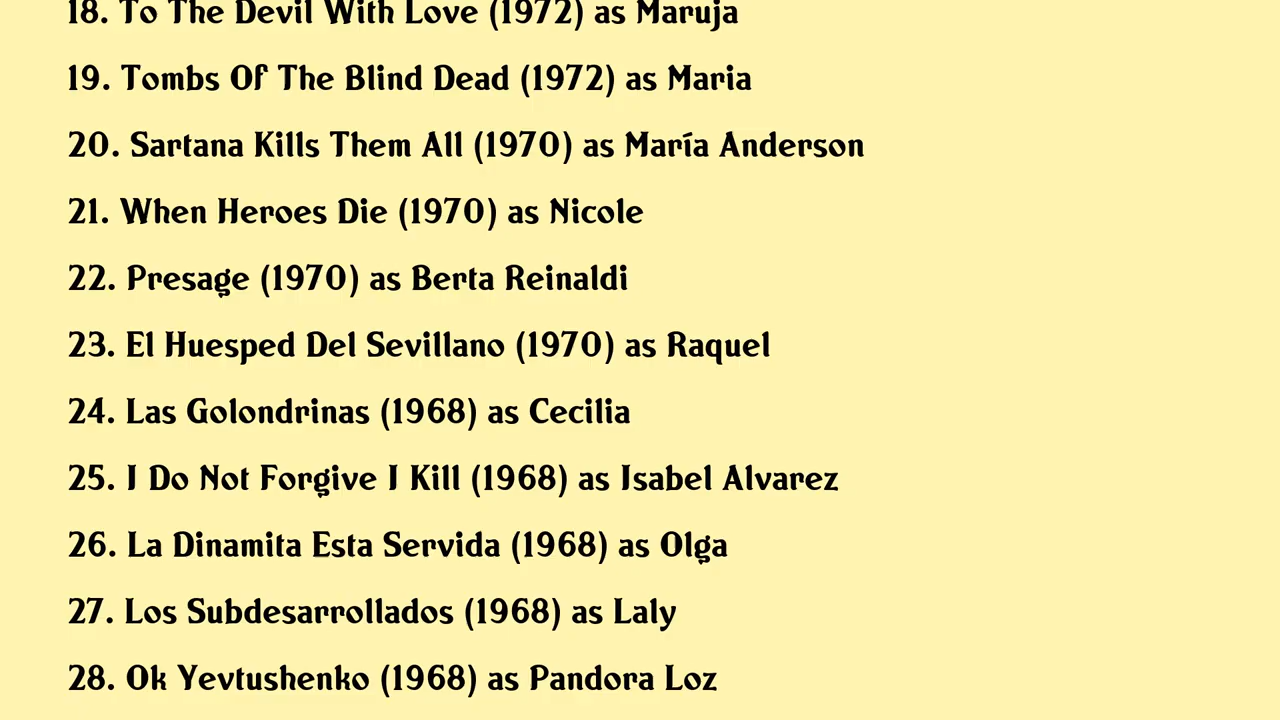 18. To The Devil With Love (1972) as Maruja
19. Tombs Of The Blind Dead (1972) as Maria
20. Sartana Kills Them All (1970) as María Anderson
21. When Heroes Die (1970) as Nicole
22. Presage (1970) as Berta Reinaldi
23. El Huesped Del Sevillano (1970) as Raquel
24. Las Golondrinas (1968) as Cecilia
25. I Do Not Forgive I Kill (1968) as Isabel Alvarez
26. La Dinamita Esta Servida (1968) as Olga
27. Los Subdesarrollados (1968) as Laly
28. Ok Yevtushenko (1968) as Pandora Loz